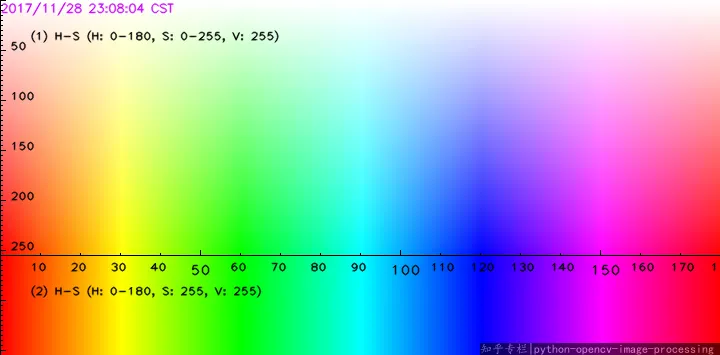 2017/11/28 23:08:04 CST
(1) H-S (H: 0-180, S: 0-255, V: 255)
50
100
150
200
250
10 20 30 40 50 60 70 80 90 100 110 120 130 140 150 160 170 1
(2) H-S (H: 0-180, S: 255, V: 255)
知乎专栏|python-opencv-image-processing